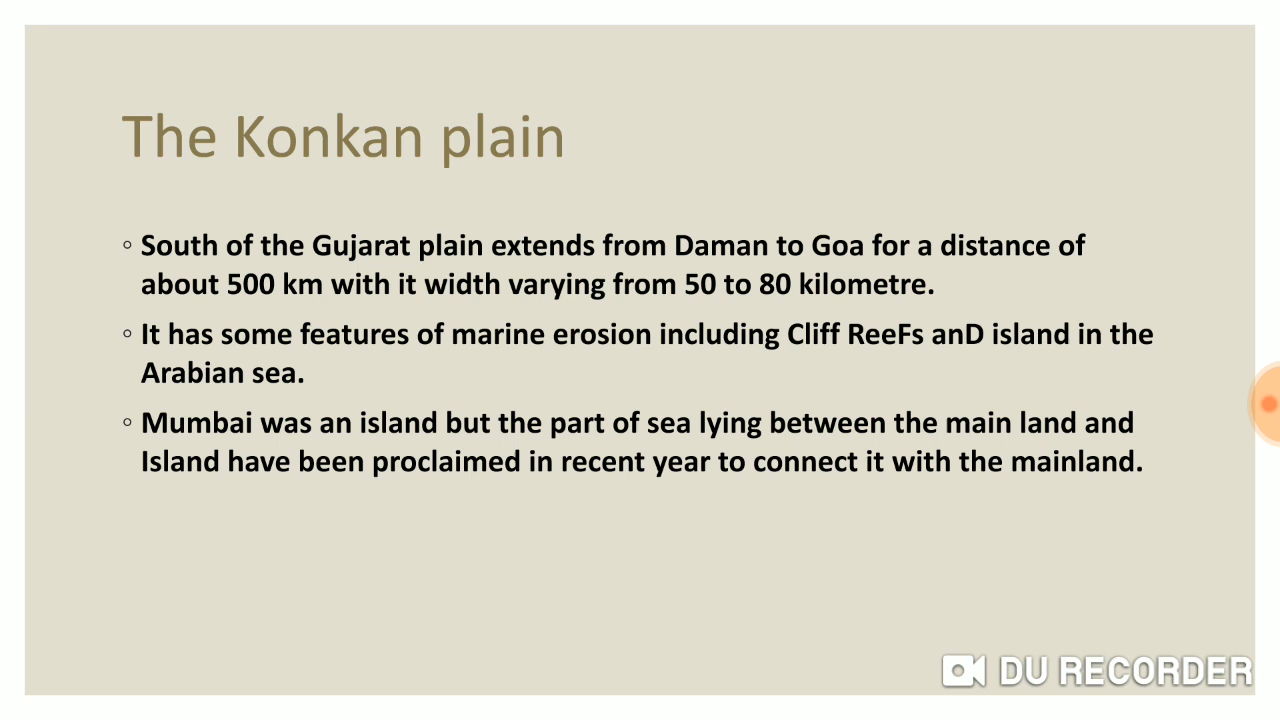 The Konkan plain
◦ South of the Gujarat plain extends from Daman to Goa for a distance of
about 500 km with it width varying from 50 to 80 kilometre.
◦ It has some features of marine erosion including Cliff ReeFs anD island in the
Arabian sea.
◦ Mumbai was an island but the part of sea lying between the main land and
Island have been proclaimed in recent year to connect it with the mainland.
DU RECORDER